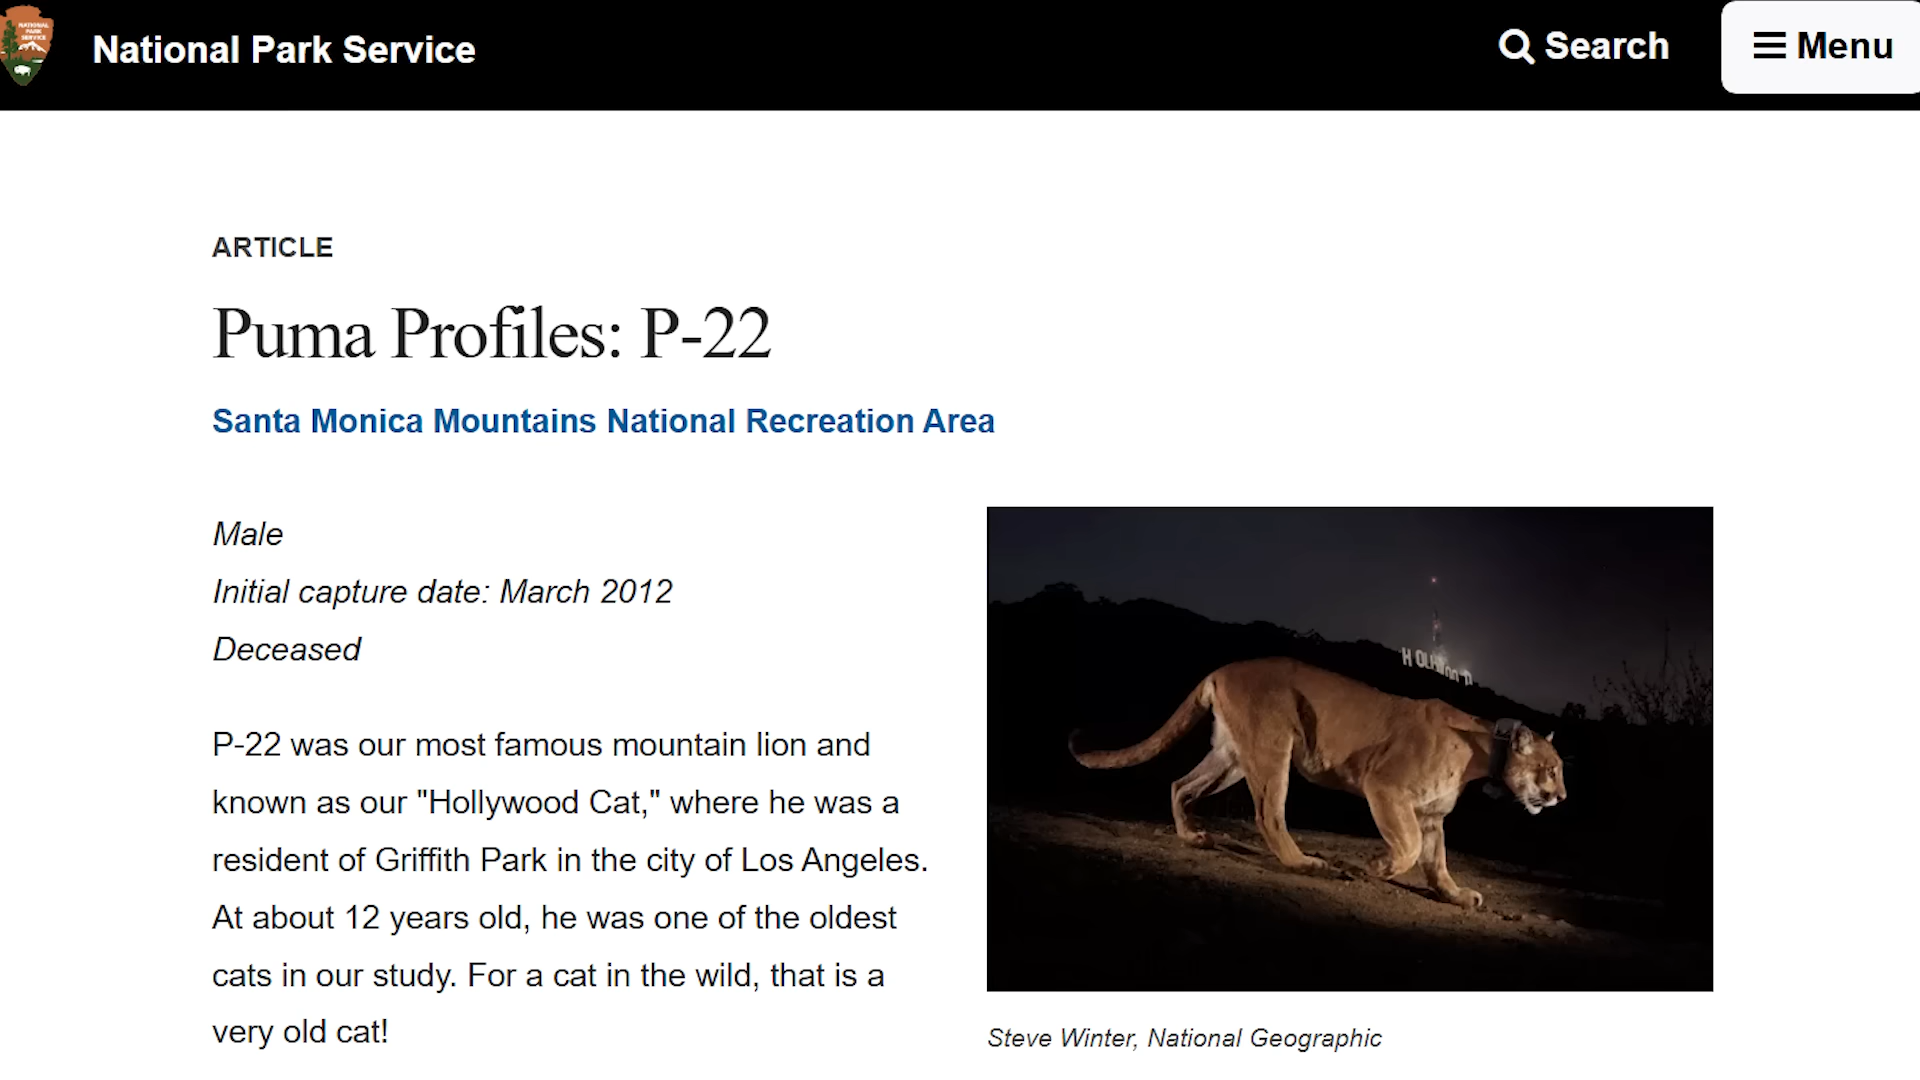 NATIONAL
PARK
SERVICE
National Park Service
Search
Menu
ARTICLE
Puma Profiles: P-22
Santa Monica Mountains National Recreation Area
Male
Initial capture date: March 2012
Deceased
P-22 was our most famous mountain lion and
known as our "Hollywood Cat," where he was a
resident of Griffith Park in the city of Los Angeles.
At about 12 years old, he was one of the oldest
cats in our study. For a cat in the wild, that is a
very old cat!
HOLLYWOOD
Steve Winter, National Geographic